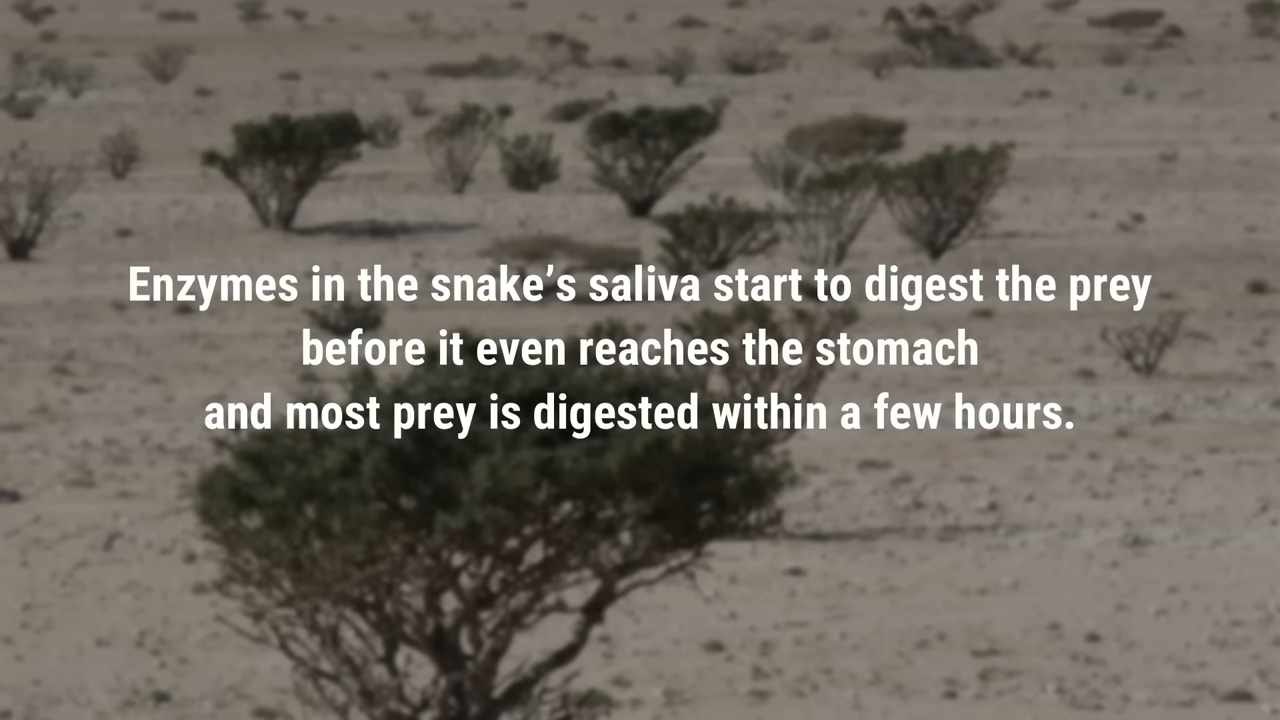 Enzymes in the snake’s saliva start to digest the prey
before it even reaches the stomach
and most prey is digested within a few hours.